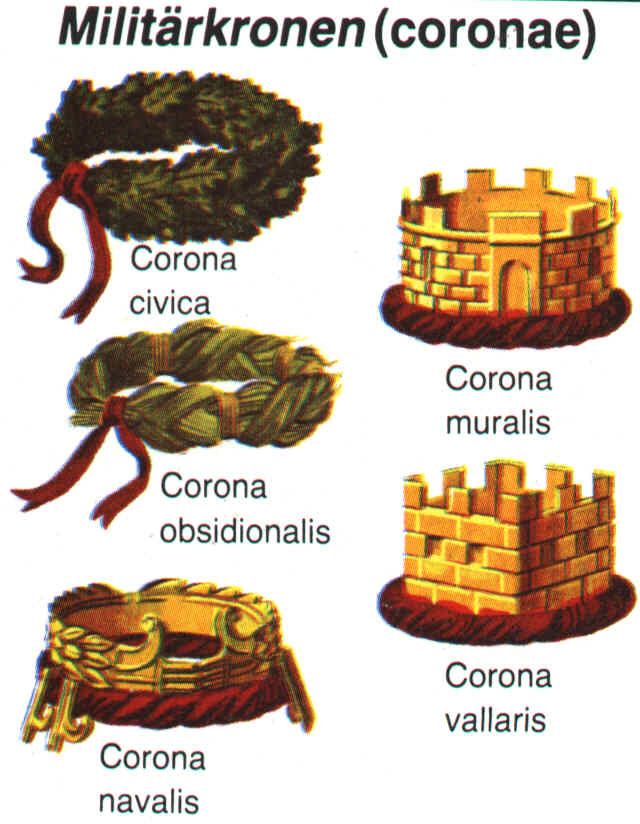 Militärkronen (coronae)
Corona
civica
Corona
muralis
Corona
obsidionalis
Corona
vallaris
Corona
navalis